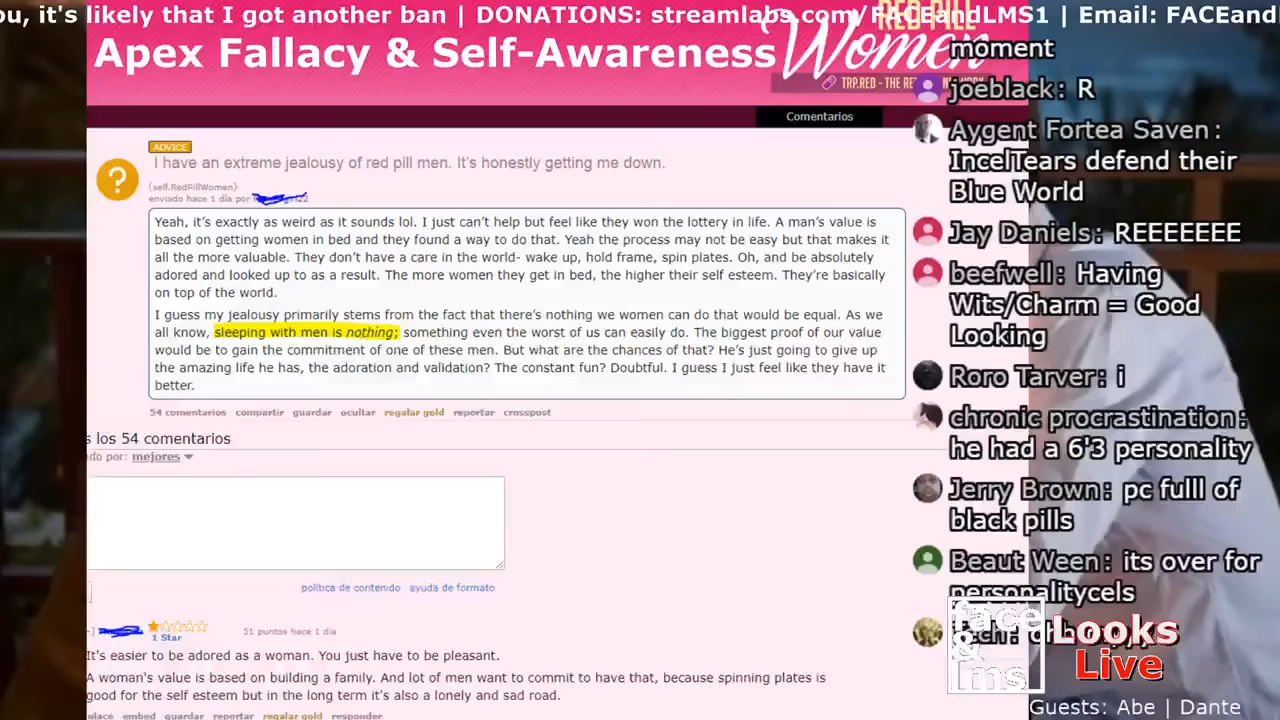 ou, it's likely that I got another ban | DONATIONS: streamlabs.com/FACEandLMS1 | Email: FACEandl
Apex Fallacy & Self-Awareness
RED PILL
Women
TRP.RED - THE RE
Comentarios
ADVICE
I have an extreme jealousy of red pill men. It's honestly getting me down.
(self.RedPillWomen)
enviado hace 1 día por
Yeah, it's exactly as weird as it sounds lol. I just can't help but feel like they won the lottery in life. A man's value is
based on getting women in bed and they found a way to do that. Yeah the process may not be easy but that makes it
all the more valuable. They don't have a care in the world- wake up, hold frame, spin plates. Oh, and be absolutely
adored and looked up to as a result. The more women they get in bed, the higher their self esteem. They're basically
on top of the world.
I guess my jealousy primarily stems from the fact that there's nothing we women can do that would be equal. As we
all know, sleeping with men is nothing; something even the worst of us can easily do. The biggest proof of our value
would be to gain the commitment of one of these men. But what are the chances of that? He's just going to give up
the amazing life he has, the adoration and validation? The constant fun? Doubtful. I guess I just feel like they have it
better.
54 comentarios compartir guardar ocultar regalar gold reportar crosspost
s los 54 comentarios
do por: mejores
política de contenido ayuda de formato
1 Star
51 puntos hace 1 día
It's easier to be adored as a woman. You just have to be pleasant.
A woman's value is based on building a family. And lot of men want to commit to have that, because spinning plates is
good for the self esteem but in the long term it's also a lonely and sad road.
embed guardar reportar regalar gold responder
moment
joeblack: R
Aygent Fortea Saven:
IncelTears defend their
Blue World
Jay Daniels: REEEEEEE
beefwell: Having
Wits/Charm = Good
Looking
Roro Tarver: i
chronic procrastination:
he had a 6'3 personality
Jerry Brown: pc fulll of
black pills
Beaut Ween: its over for
personalitycels
face
&
lms
Looks
Live
Guests: Abe | Dante